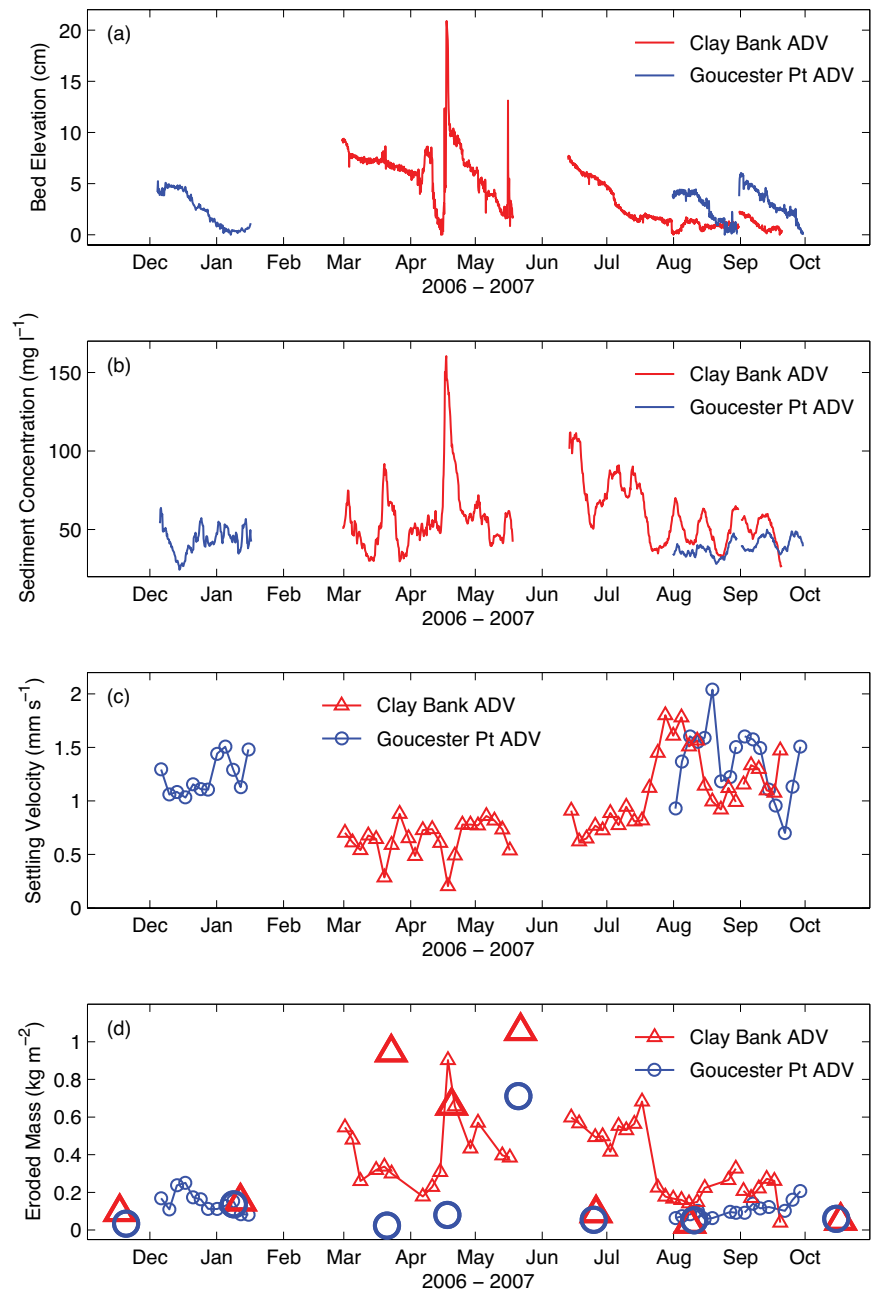 (a)
Clay Bank ADV
Goucester Pt ADV
Bed Elevation (cm)
20
15
10
5
0
Dec Jan Feb Mar Apr May Jun Jul Aug Sep Oct
2006 – 2007
(b)
Clay Bank ADV
Goucester Pt ADV
Sediment Concentration (mg l⁻¹)
150
100
50
Dec Jan Feb Mar Apr May Jun Jul Aug Sep Oct
2006 – 2007
(c)
Clay Bank ADV
Goucester Pt ADV
Settling Velocity (mm s⁻¹)
2
1.5
1
0.5
0
Dec Jan Feb Mar Apr May Jun Jul Aug Sep Oct
2006 – 2007
(d)
Clay Bank ADV
Goucester Pt ADV
Eroded Mass (kg m⁻²)
1
0.8
0.6
0.4
0.2
0
Dec Jan Feb Mar Apr May Jun Jul Aug Sep Oct
2006 – 2007